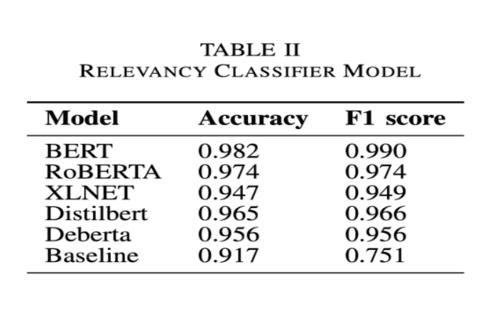 TABLE II
RELEVANCY CLASSIFIER MODEL
Model Accuracy F1 score
BERT 0.982 0.990
RoBERTA 0.974 0.974
XLNET 0.947 0.949
Distilbert 0.965 0.966
Deberta 0.956 0.956
Baseline 0.917 0.751